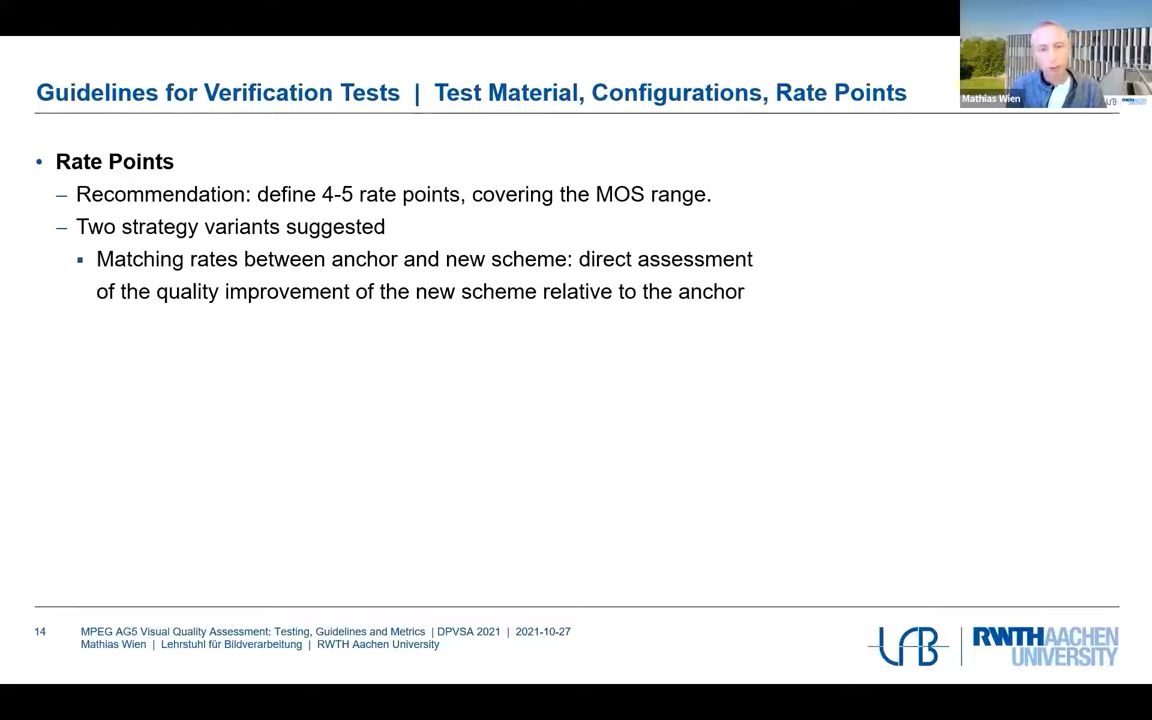 Guidelines for Verification Tests | Test Material, Configurations, Rate Points
Mathias Wien
• Rate Points
– Recommendation: define 4-5 rate points, covering the MOS range.
– Two strategy variants suggested
▪ Matching rates between anchor and new scheme: direct assessment
of the quality improvement of the new scheme relative to the anchor
14
MPEG AG5 Visual Quality Assessment: Testing, Guidelines and Metrics | DPVSA 2021 | 2021-10-27
Mathias Wien | Lehrstuhl für Bildverarbeitung | RWTH Aachen University
LfB
RWTHAACHEN
UNIVERSITY